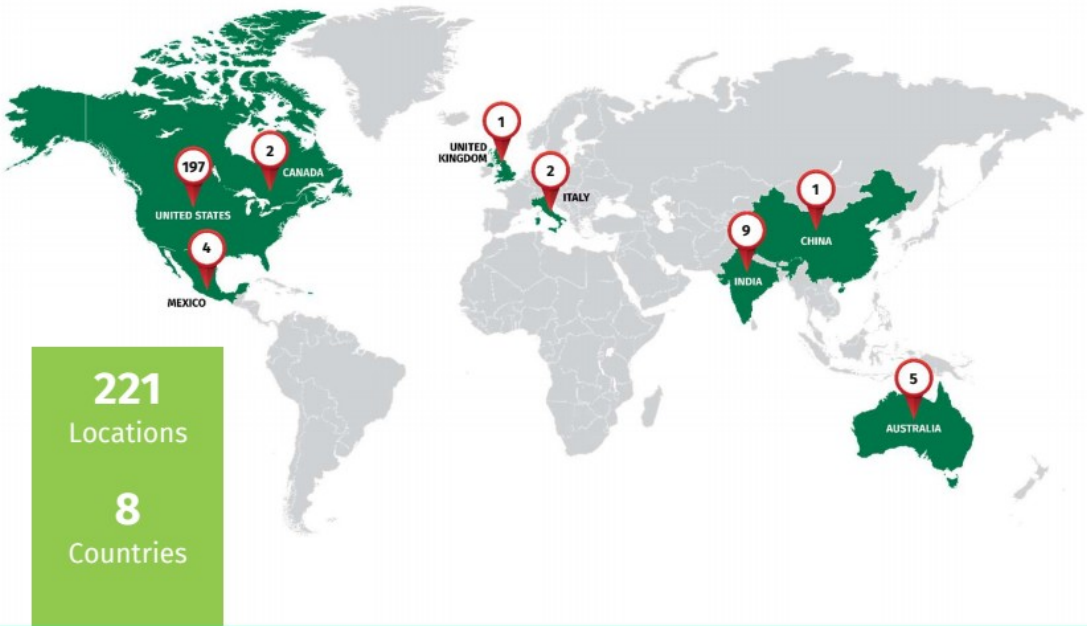 1
UNITED
KINGDOM
2
CANADA
197
UNITED STATES
2
ITALY
1
CHINA
9
INDIA
4
MEXICO
5
AUSTRALIA
221
Locations
8
Countries